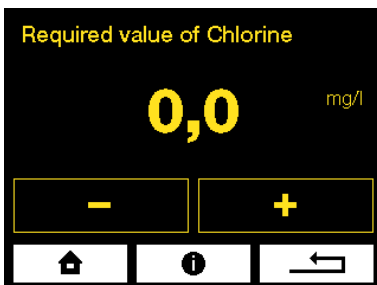 Required value of Chlorine
0,0 mg/l
- +